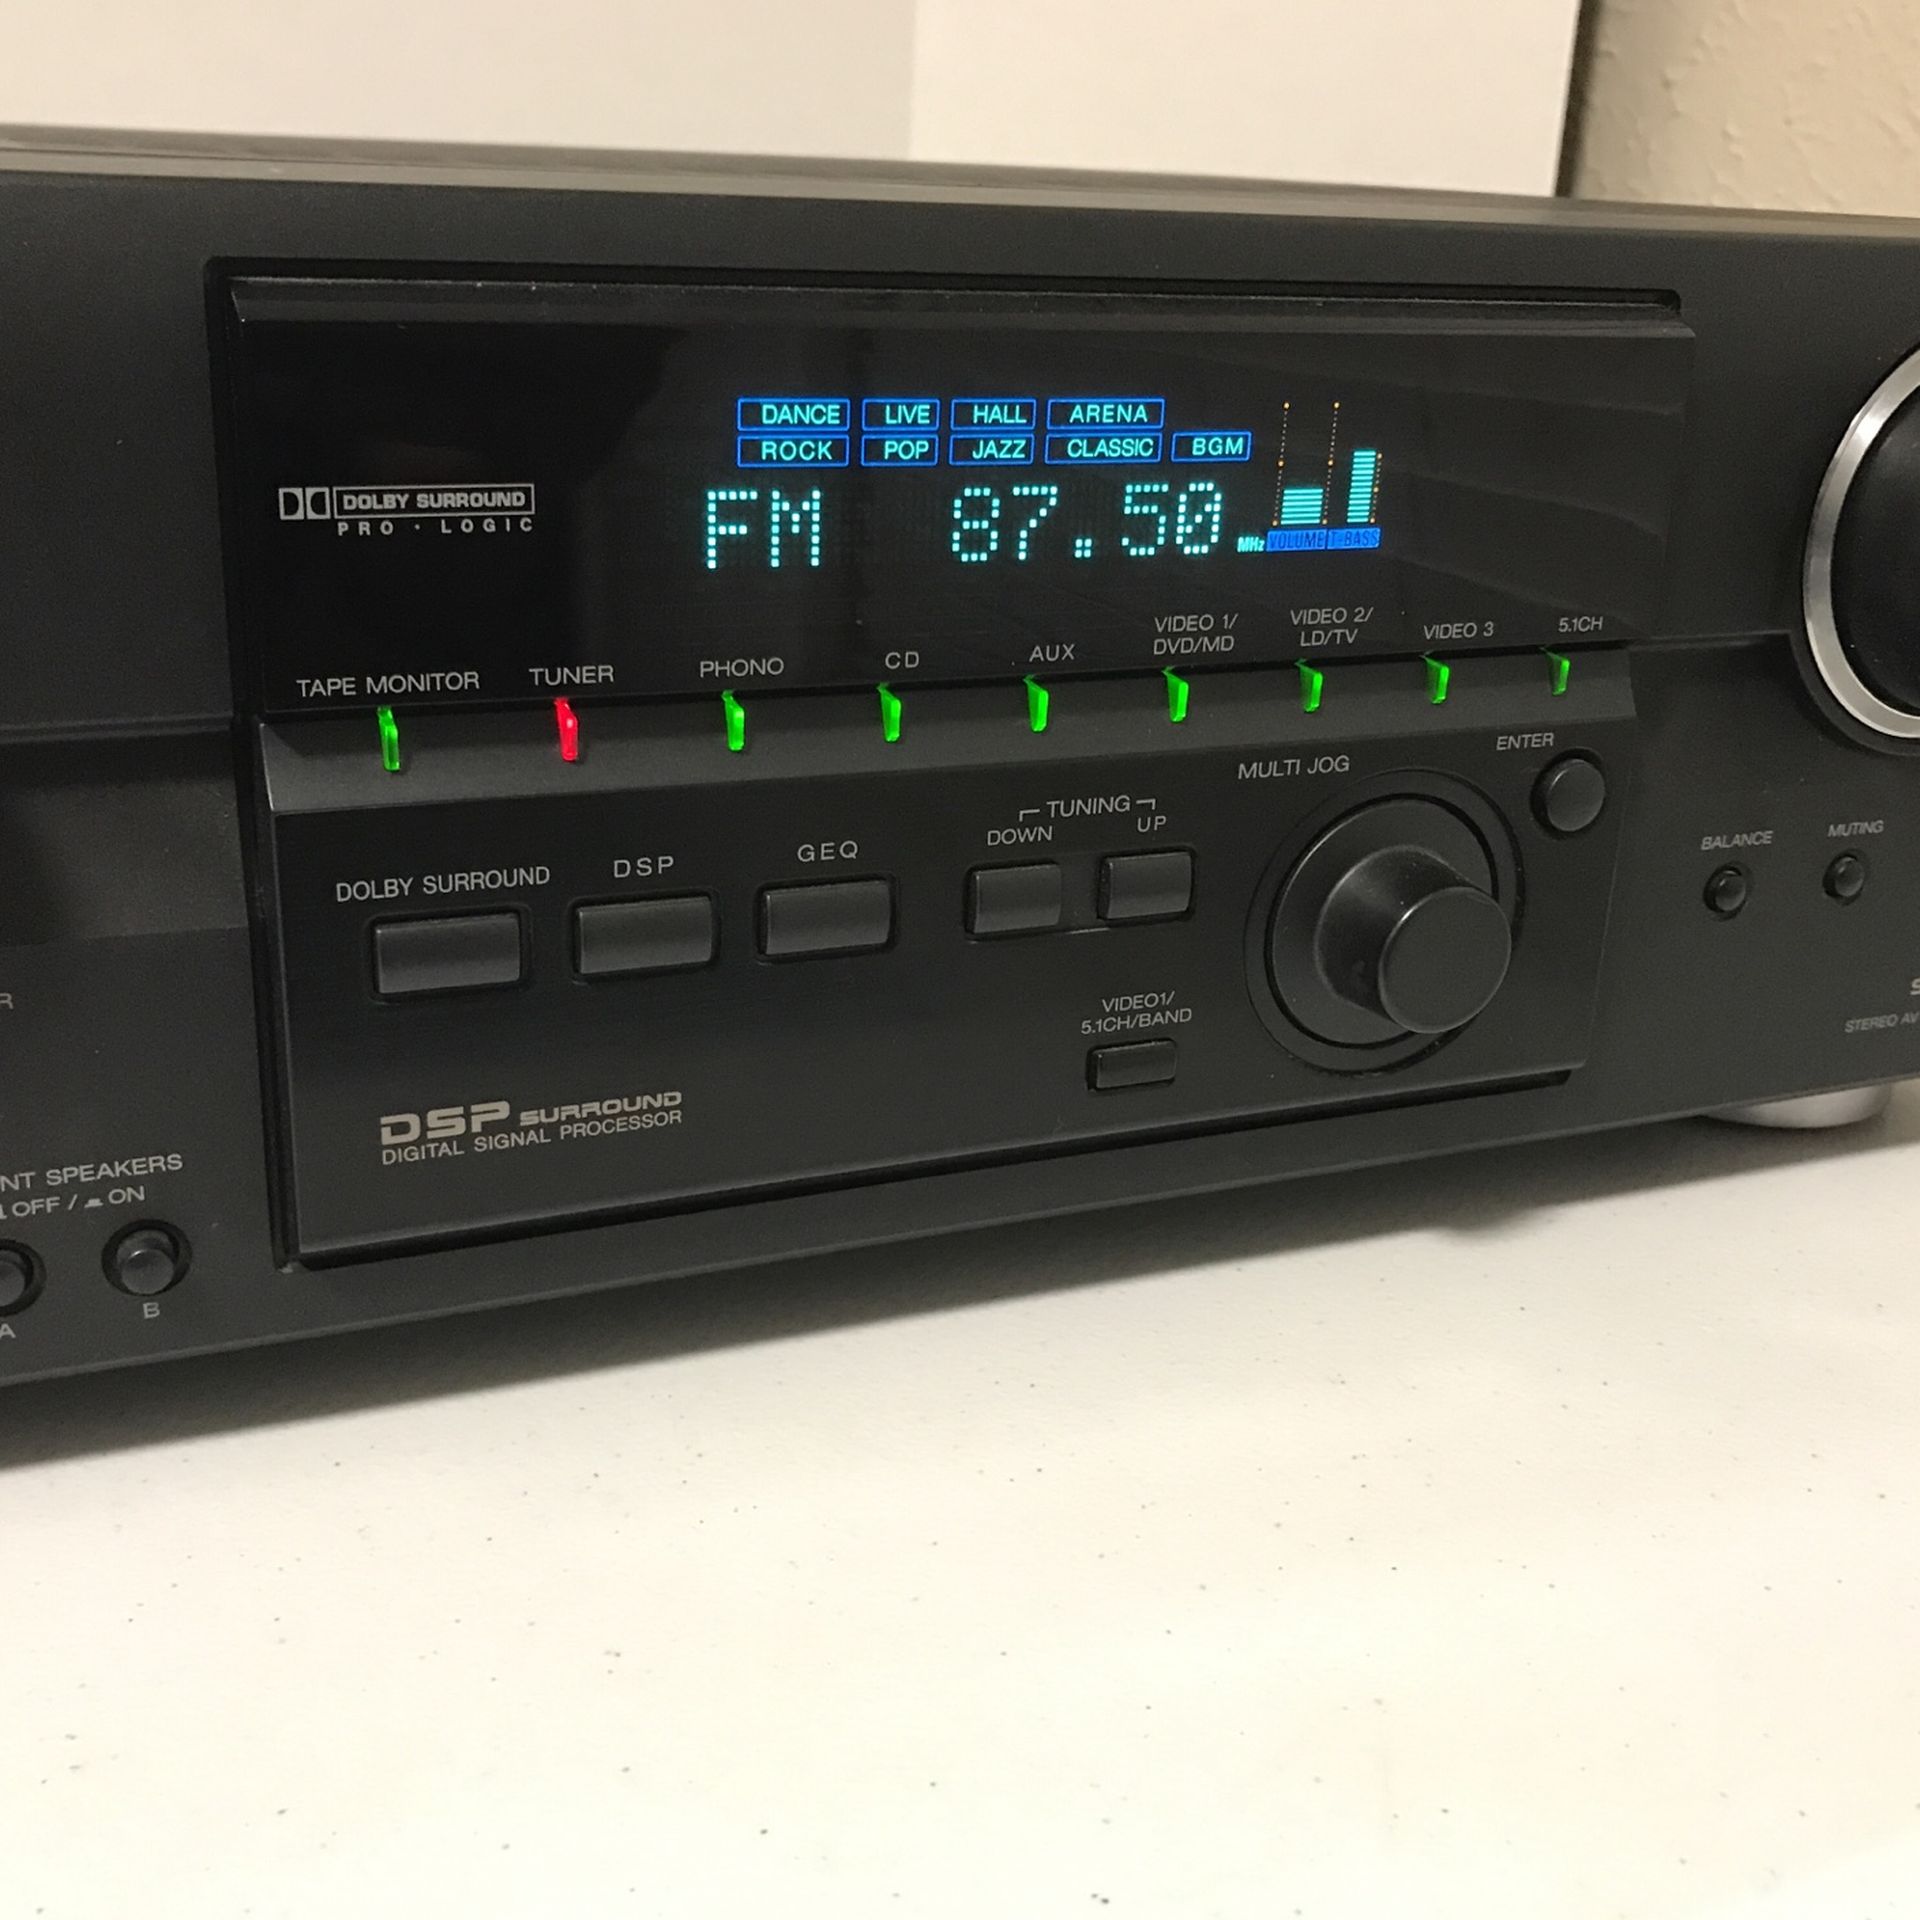 DANCE LIVE HALL ARENA
ROCK POP JAZZ CLASSIC BGM
FM 87.50 MHz
VOLUME T-BASS
DOLBY SURROUND
PRO · LOGIC
TAPE MONITOR
TUNER
PHONO
CD
AUX
VIDEO 1/
DVD/MD
VIDEO 2/
LD/TV
VIDEO 3
5.1CH
DOLBY SURROUND
DSP
GEQ
TUNING
DOWN
UP
MULTI JOG
ENTER
BALANCE
MUTING
VIDEO1/
5.1CH/BAND
DSP SURROUND
DIGITAL SIGNAL PROCESSOR
STEREO AV
R
NT SPEAKERS
OFF / ON
A
B